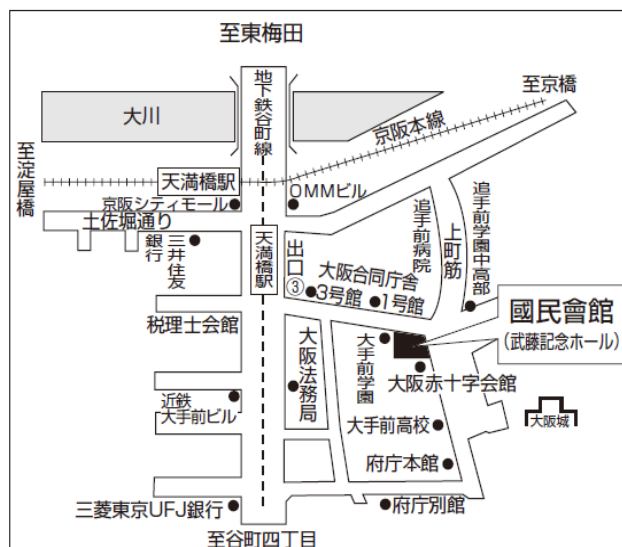 至東梅田
地下鉄谷町線
大川
至京橋
京阪本線
至淀屋橋
天満橋駅
京阪シティモール
OMMビル
土佐堀通り
三井住友
銀行
天満橋駅
出口③
追手前病院
上町筋
追手前学園中高部
大阪合同庁舎
3号館
1号館
税理士会館
國民會館
(武藤記念ホール)
大阪法務局
大手前学園
大阪赤十字会館
近鉄
大手前ビル
大手前高校
大阪城
府庁本館
三菱東京UFJ銀行
府庁別館
至谷町四丁目